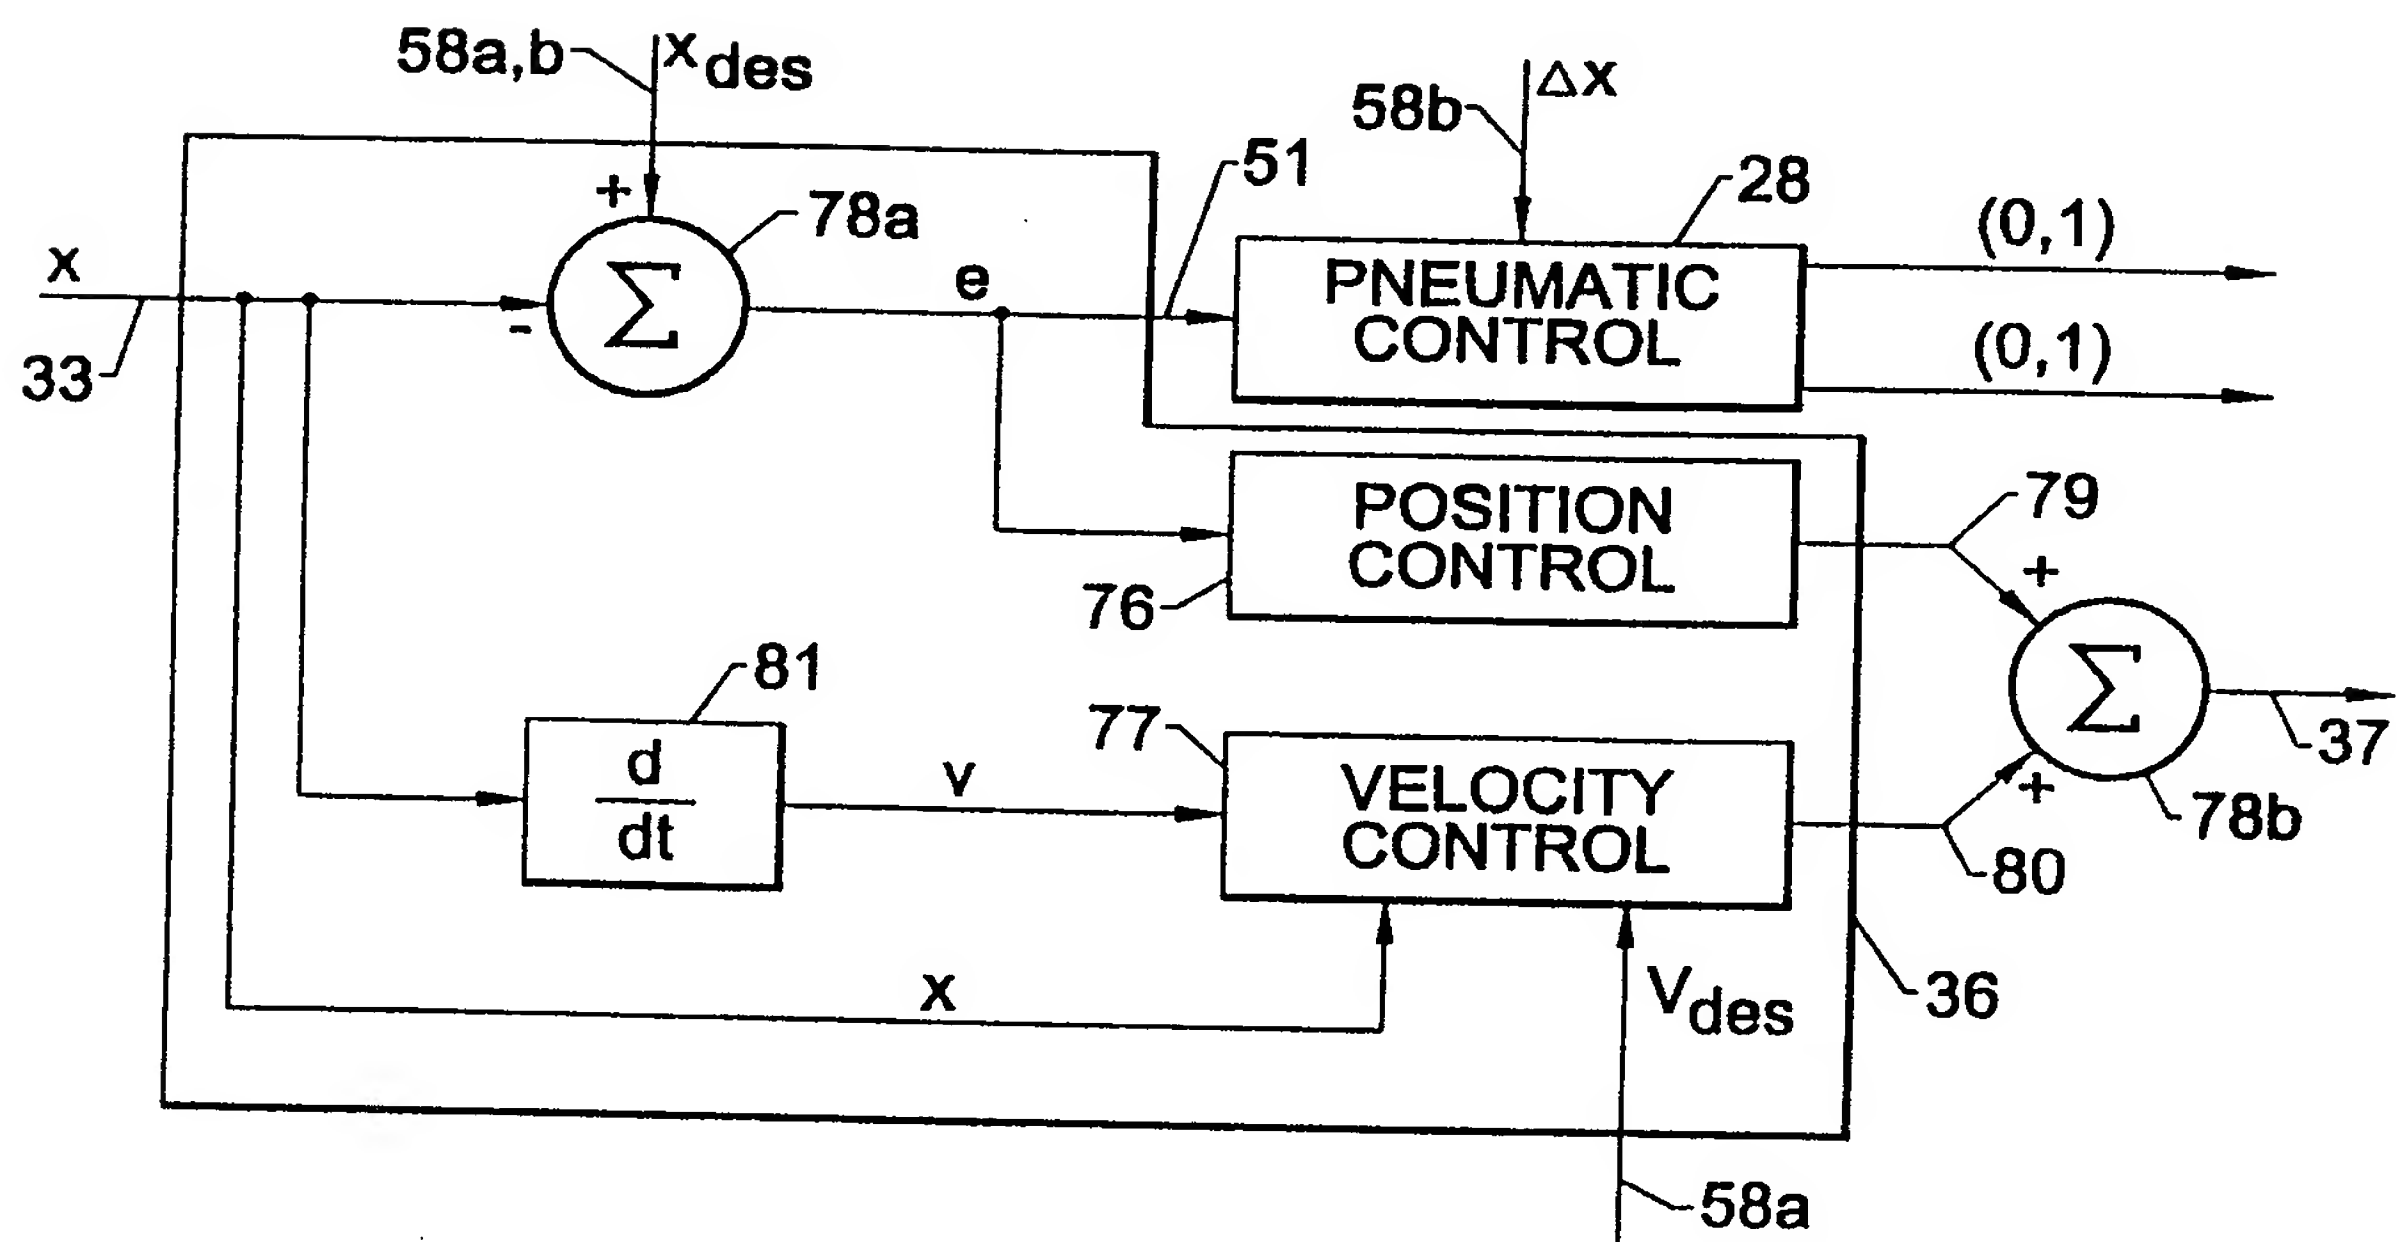 58a,b
xdes
58b
Δx
51
28
+
78a
(0,1)
x
Σ
e
PNEUMATIC
CONTROL
-
(0,1)
33
POSITION
CONTROL
79
+
76
81
Σ
77
d
dt
v
VELOCITY
CONTROL
37
+
78b
80
x
Vdes
36
58a